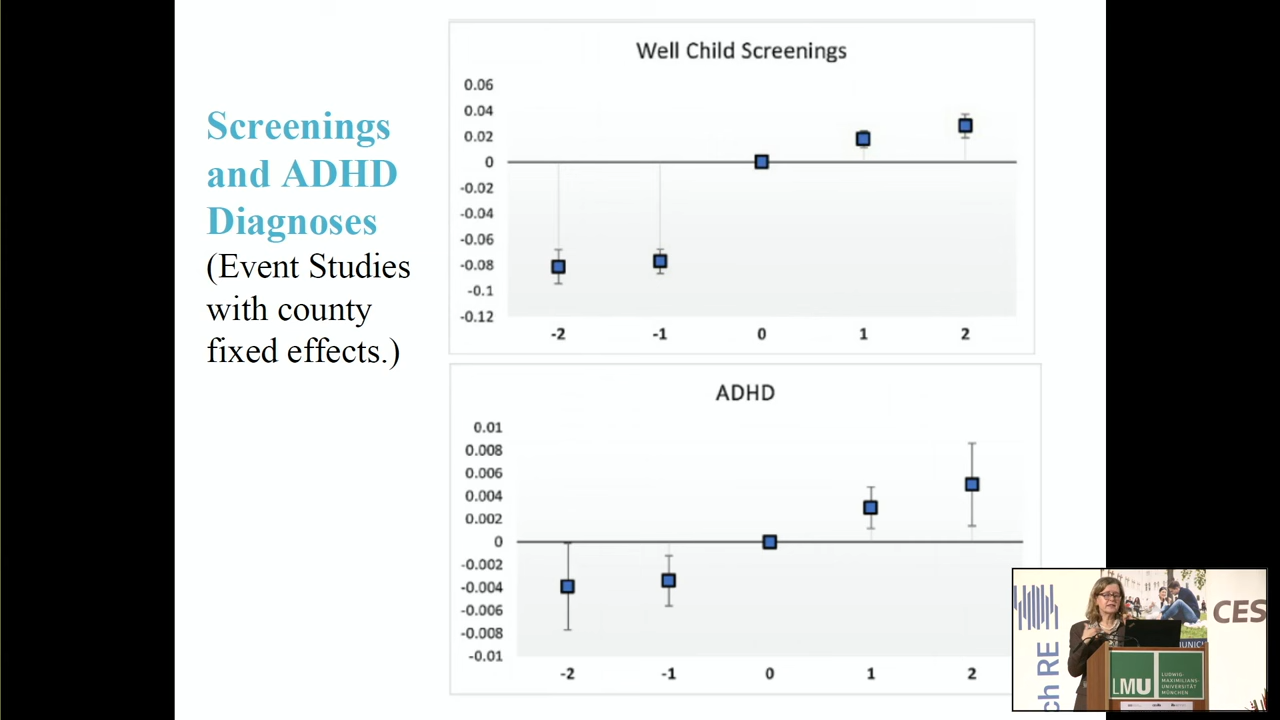 Screenings
and ADHD
Diagnoses
(Event Studies
with county
fixed effects.)
Well Child Screenings
0.06
0.04
0.02
0
-0.02
-0.04
-0.06
-0.08
-0.1
-0.12
-2 -1 0 1 2
ADHD
0.01
0.008
0.006
0.004
0.002
0
-0.002
-0.004
-0.006
-0.008
-0.01
-2 -1 0 1 2
ch RE
CES
MUNIC
LMU
LUDWIG-
MAXIMILIANS-
UNIVERSITÄT
MÜNCHEN